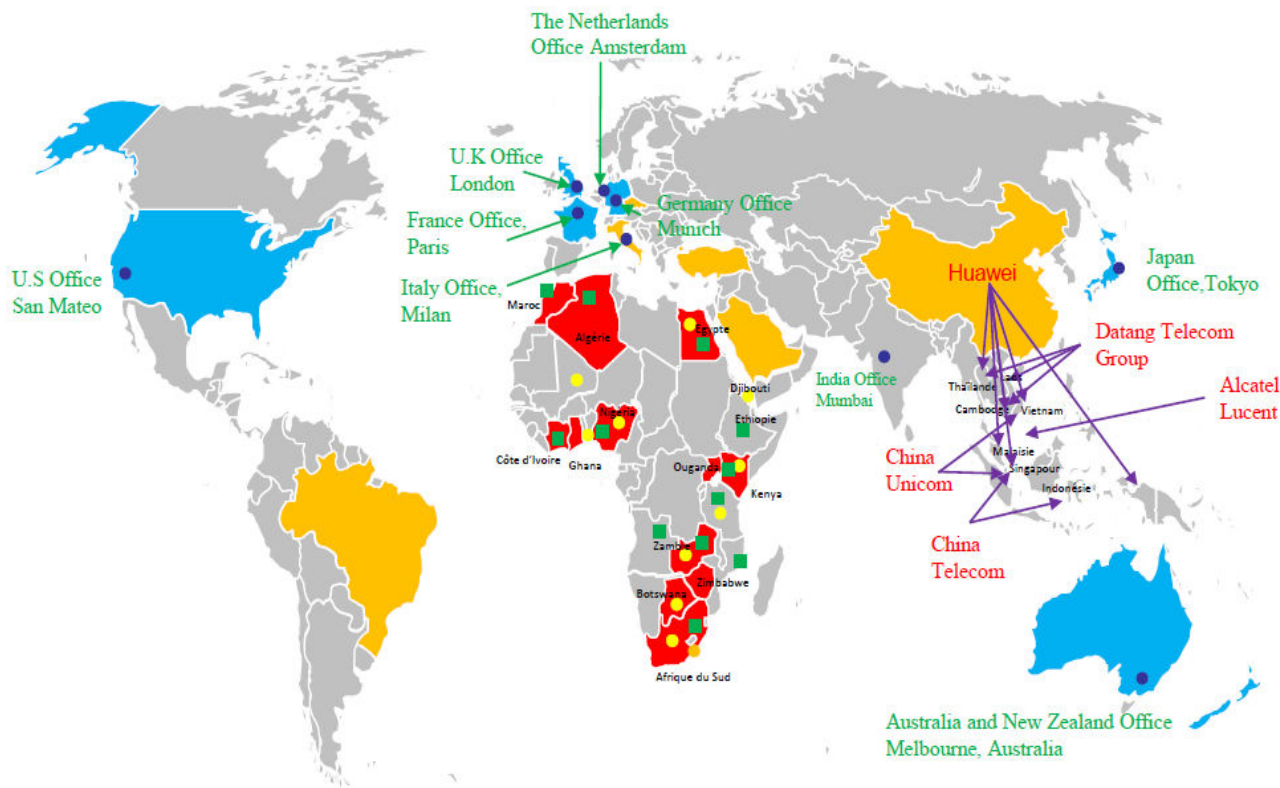 The Netherlands
Office Amsterdam
U.K Office
London
France Office,
Paris
Germany Office
Munich
Italy Office,
Milan
U.S Office
San Mateo
Huawei
Japan
Office,Tokyo
Datang Telecom
Group
Alcatel
Lucent
China
Unicom
China
Telecom
India Office
Mumbai
Maroc
Algérie
Egypte
Djibouti
Ethiopie
Nigéria
Côte d'Ivoire
Ghana
Ouganda
Kenya
Zambie
Zimbabwe
Botswana
Afrique du Sud
Thaïlande
Cambodge
Vietnam
Malaisie
Singapour
Indonésie
Australia and New Zealand Office
Melbourne, Australia